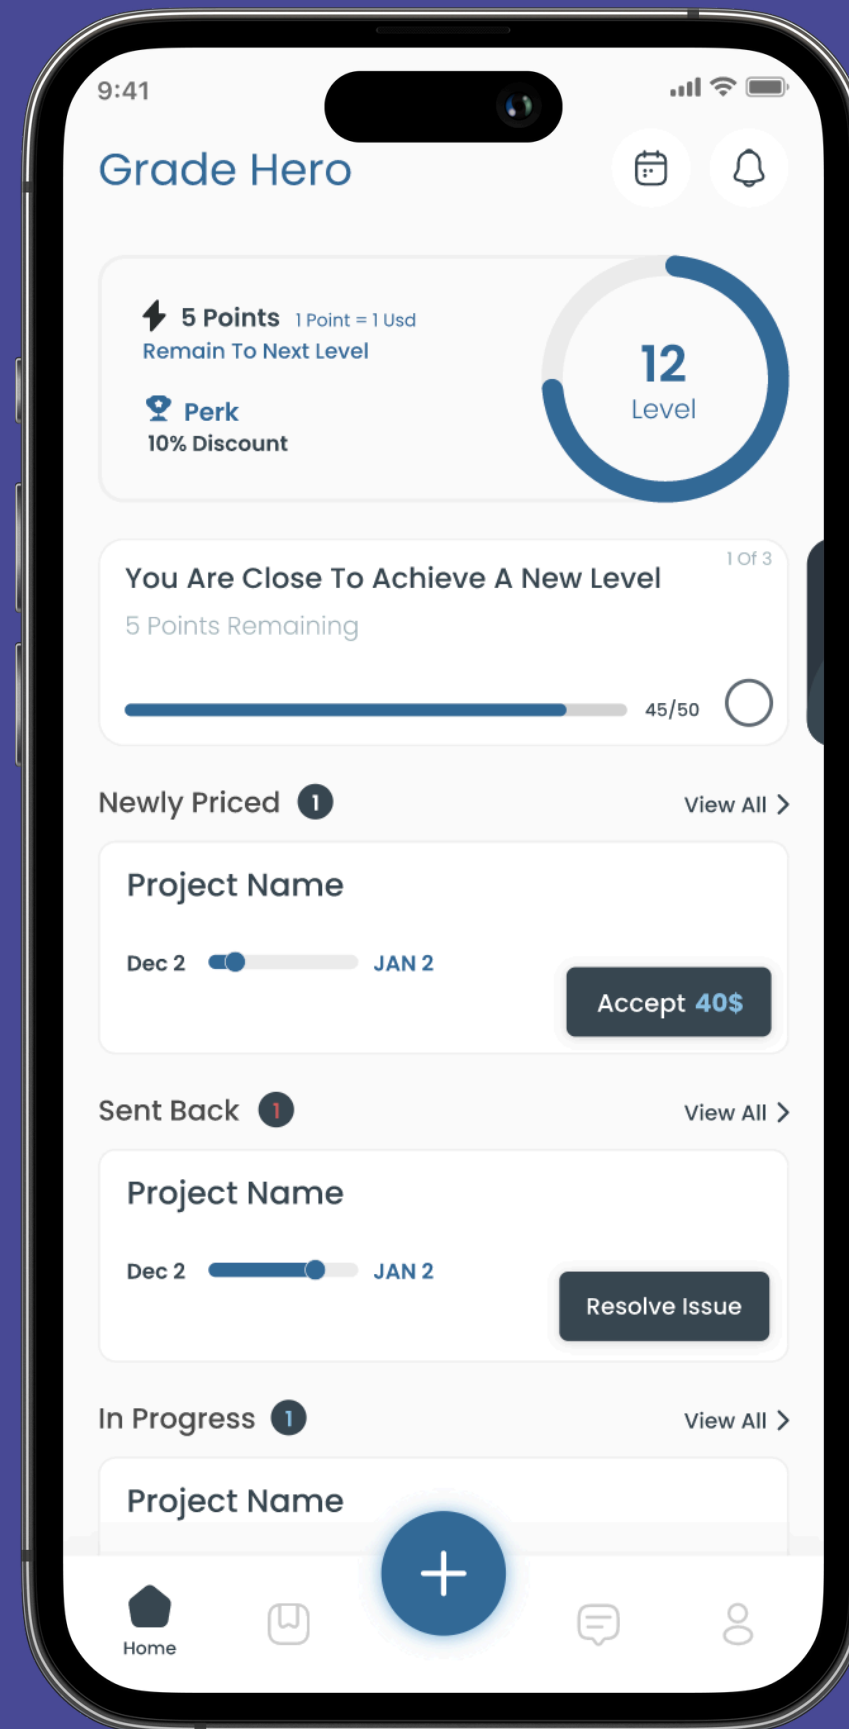 9:41
Grade Hero
5 Points 1 Point = 1 Usd
Remain To Next Level
Perk
10% Discount
12
Level
1 Of 3
You Are Close To Achieve A New Level
5 Points Remaining
45/50
Newly Priced 1
View All
Project Name
Dec 2 JAN 2
Accept 40$
Sent Back 1
View All
Project Name
Dec 2 JAN 2
Resolve Issue
In Progress 1
View All
Project Name
Home